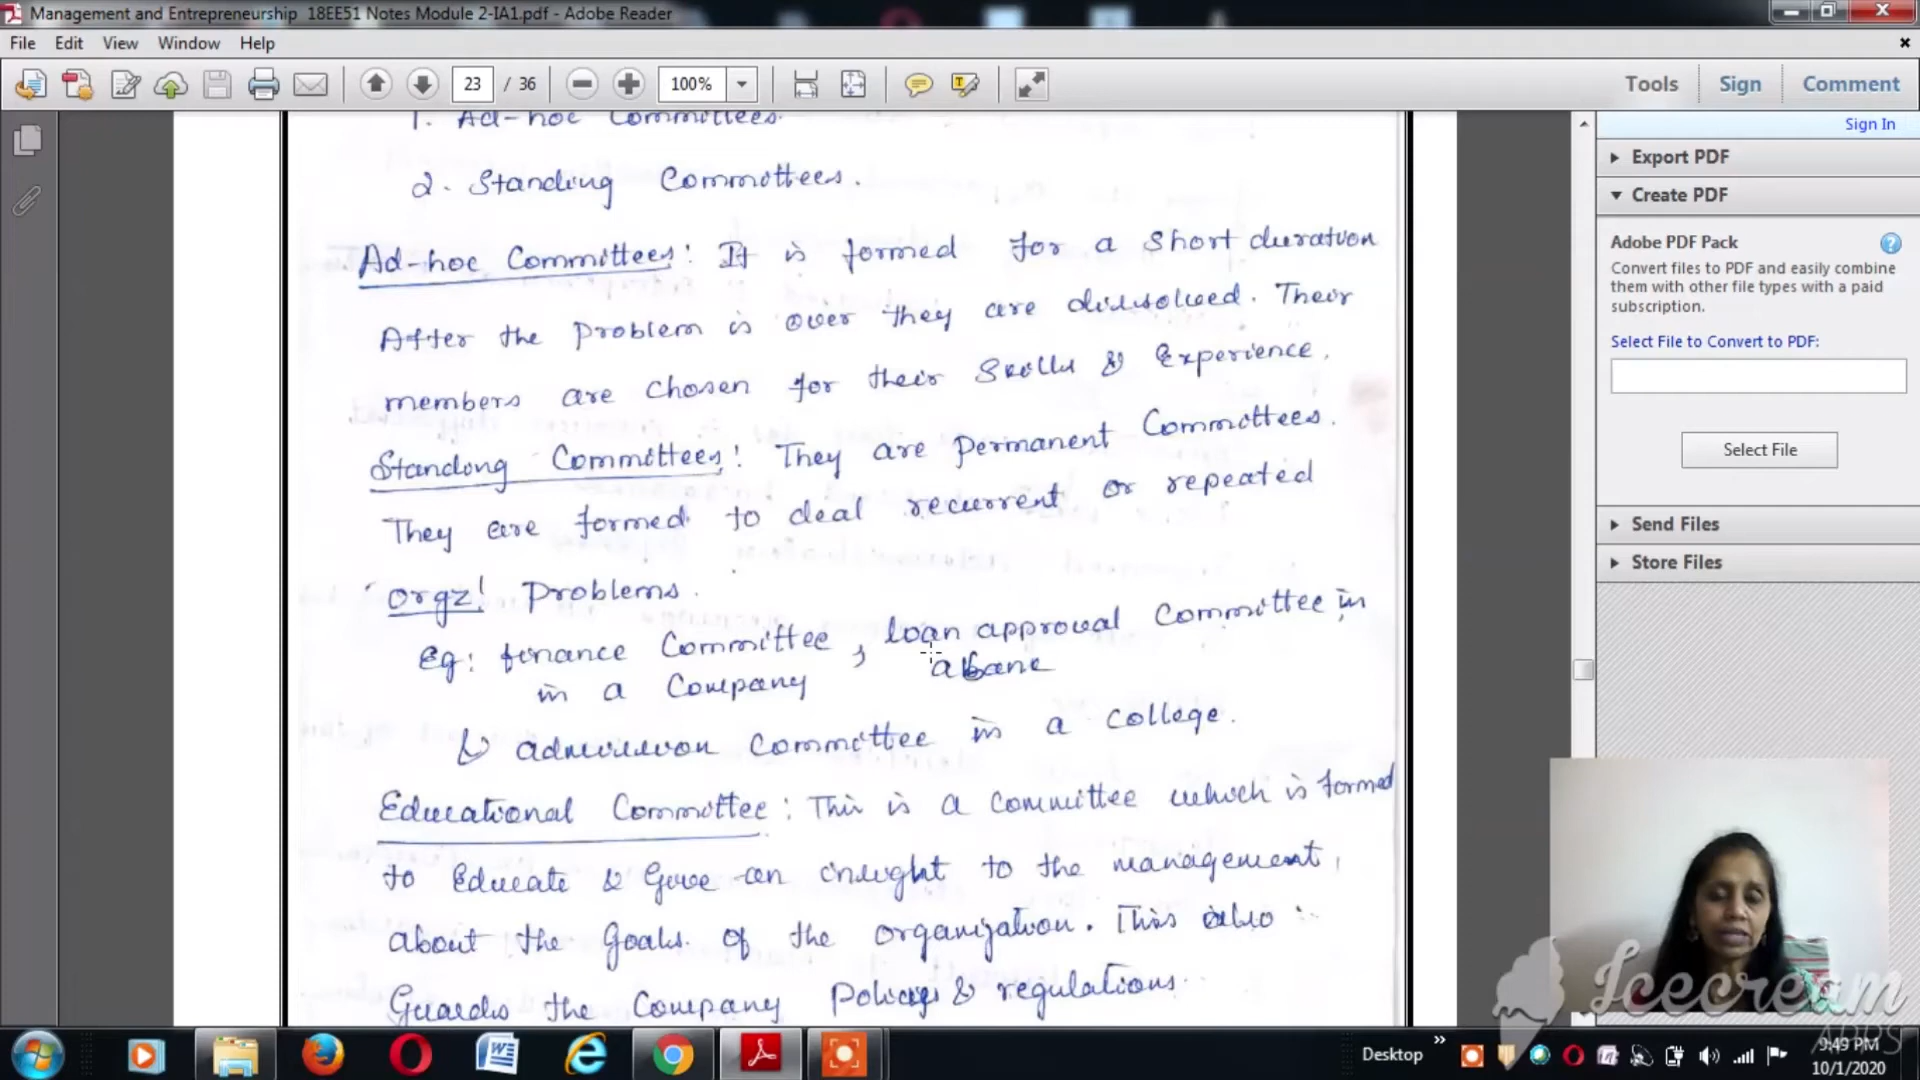 Management and Entrepreneurship 18EE51 Notes Module 2-IA1.pdf - Adobe Reader
File Edit View Window Help
23 / 36 100% Tools Sign Comment
Sign In
Export PDF
Create PDF
Adobe PDF Pack
Convert files to PDF and easily combine
them with other file types with a paid
subscription.
Select File to Convert to PDF:
Select File
Send Files
Store Files
1. Ad-hoc Committees
2. Standing Committees.
Ad-hoc Committees: It is formed for a short duration
After the problem is over they are dissolved. Their
members are chosen for their Skills & Experience.
Standing Committees: They are permanent Committees.
They are formed to deal recurrent or repeated
orgz! Problems.
Eg: finance Committee, loan approval Committee in
in a Company a bank
& admission committee in a college.
Educational Committee: This is a committee which is formed
to Educate & Give an insight to the management,
about the Goals of the organization. This also
Guards the Company Policies & regulations.
Icecream
APPS
Desktop
9:49 PM
10/1/2020